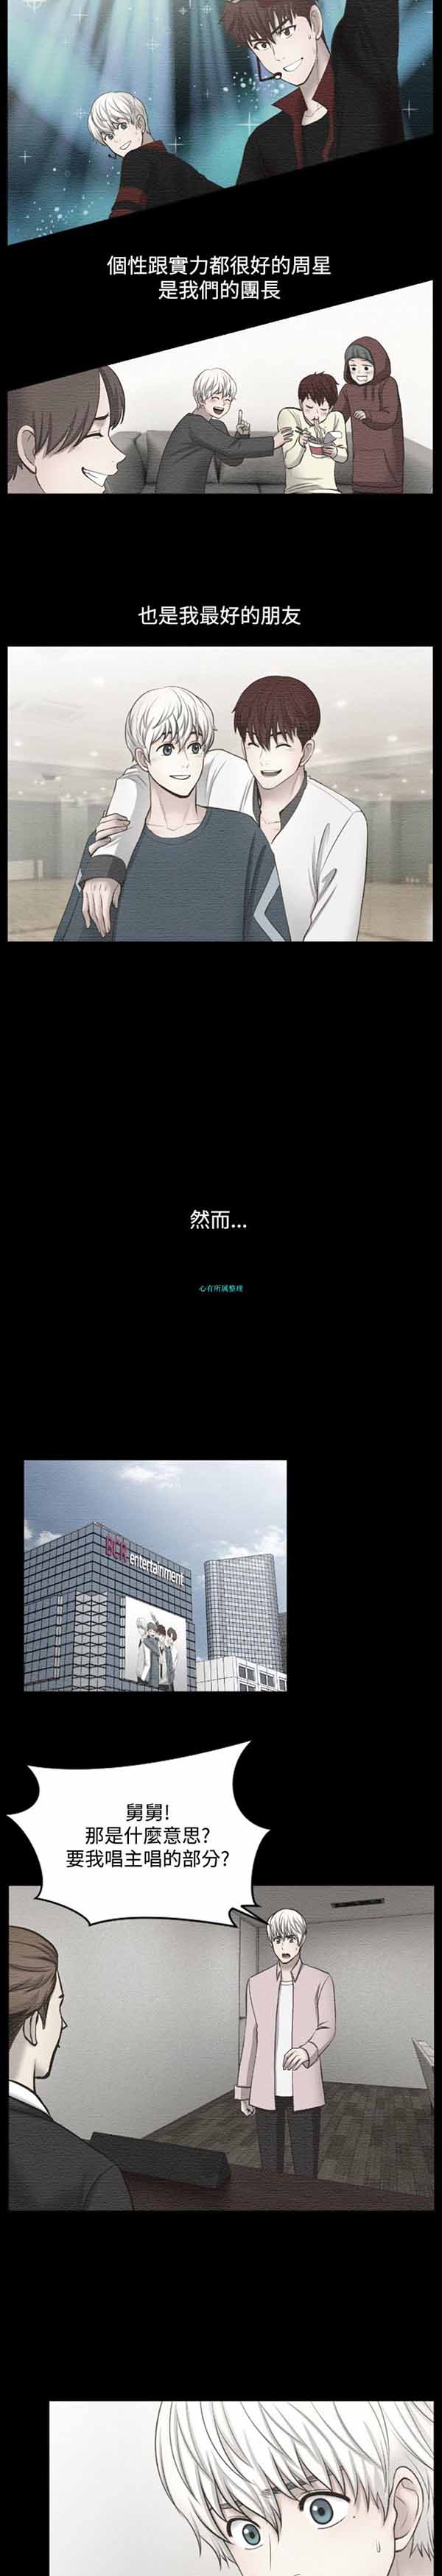 個性跟實力都很好的周星
是我們的團長
也是我最好的朋友
然而...
心有所属整理
BCR entertainment
舅舅!
那是什麼意思?
要我唱主唱的部分?